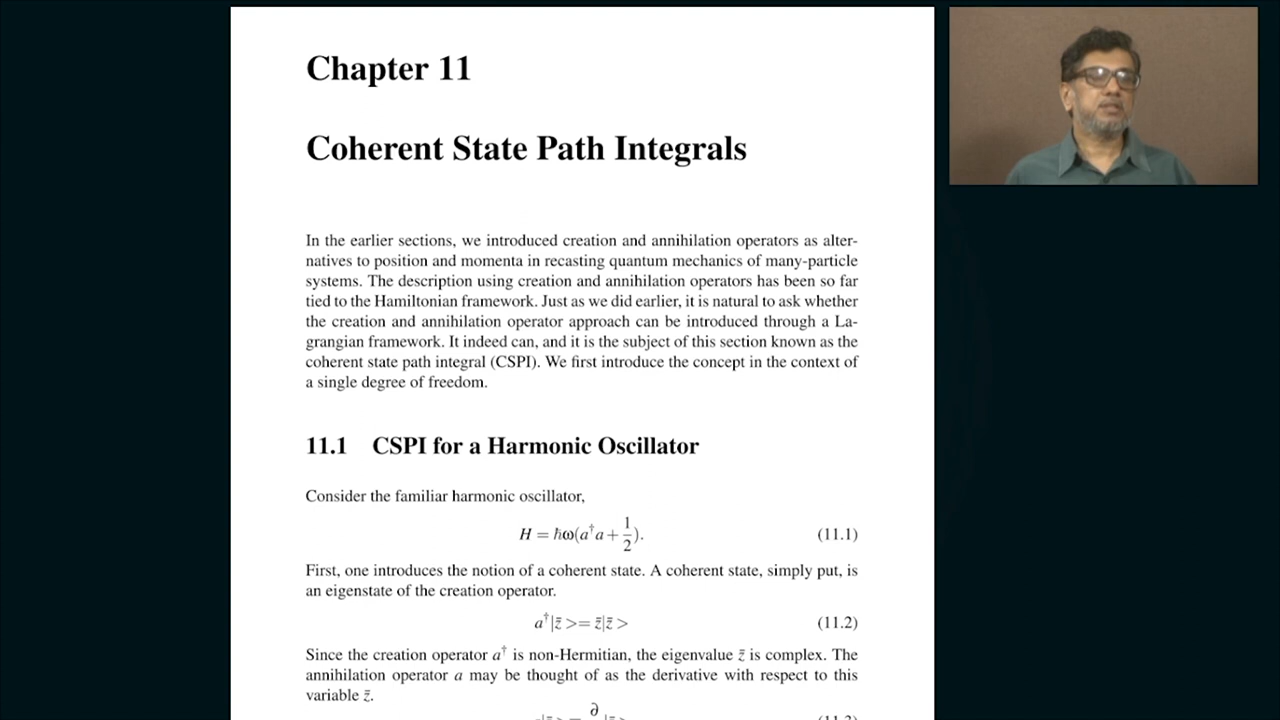 Chapter 11
Coherent State Path Integrals
In the earlier sections, we introduced creation and annihilation operators as alter-
natives to position and momenta in recasting quantum mechanics of many-particle
systems. The description using creation and annihilation operators has been so far
tied to the Hamiltonian framework. Just as we did earlier, it is natural to ask whether
the creation and annihilation operator approach can be introduced through a La-
grangian framework. It indeed can, and it is the subject of this section known as the
coherent state path integral (CSPI). We first introduce the concept in the context of
a single degree of freedom.
11.1 CSPI for a Harmonic Oscillator
Consider the familiar harmonic oscillator,
H = ħω(a†a + 1/2). (11.1)
First, one introduces the notion of a coherent state. A coherent state, simply put, is
an eigenstate of the creation operator.
a†|z̄ >= z̄|z̄ > (11.2)
Since the creation operator a† is non-Hermitian, the eigenvalue z̄ is complex. The
annihilation operator a may be thought of as the derivative with respect to this
variable z̄.